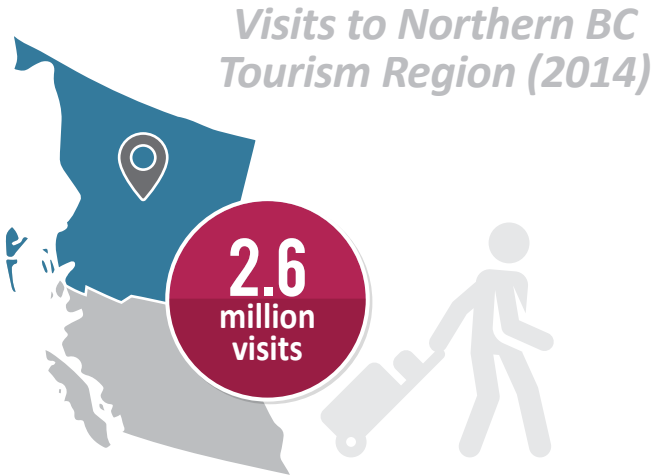 Visits to Northern BC
Tourism Region (2014)
2.6
million
visits